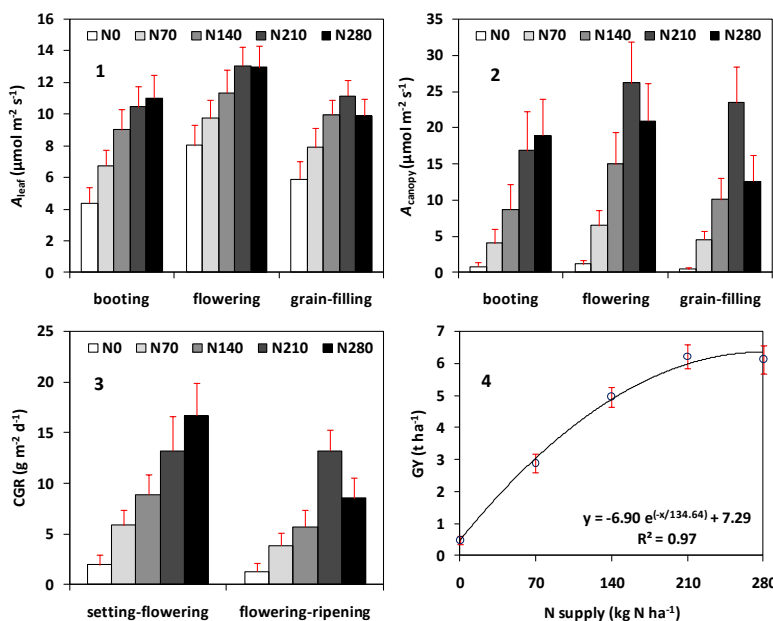 N0 N70 N140 N210 N280
1
A_leaf (µmol m⁻² s⁻¹)
16
14
12
10
8
6
4
2
0
booting flowering grain-filling
N0 N70 N140 N210 N280
2
A_canopy (µmol m⁻² s⁻¹)
35
30
25
20
15
10
5
0
booting flowering grain-filling
N0 N70 N140 N210 N280
3
CGR (g m⁻² d⁻¹)
25
20
15
10
5
0
setting-flowering flowering-ripening
4
GY (t ha⁻¹)
7
6
5
4
3
2
1
0
y = -6.90 e^(-x/134.64) + 7.29
R² = 0.97
0 70 140 210 280
N supply (kg N ha⁻¹)